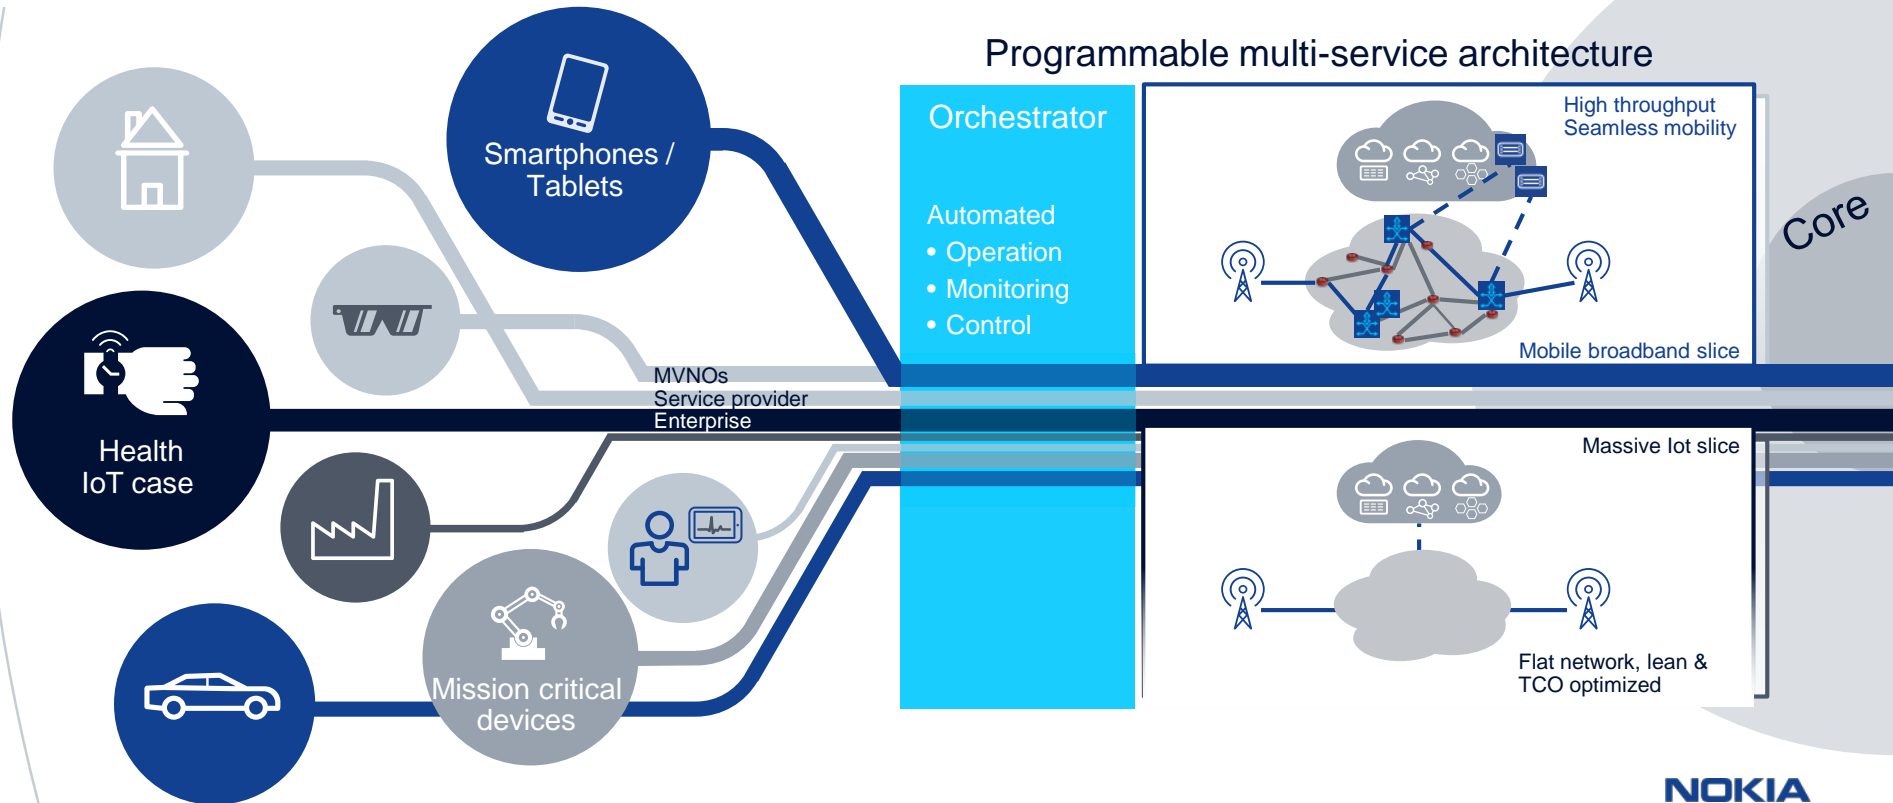 Programmable multi-service architecture
Smartphones /
Tablets
Orchestrator
Automated
• Operation
• Monitoring
• Control
High throughput
Seamless mobility
Mobile broadband slice
Core
MVNOs
Service provider
Enterprise
Health
IoT case
Mission critical
devices
Massive Iot slice
Flat network, lean &
TCO optimized
NOKIA